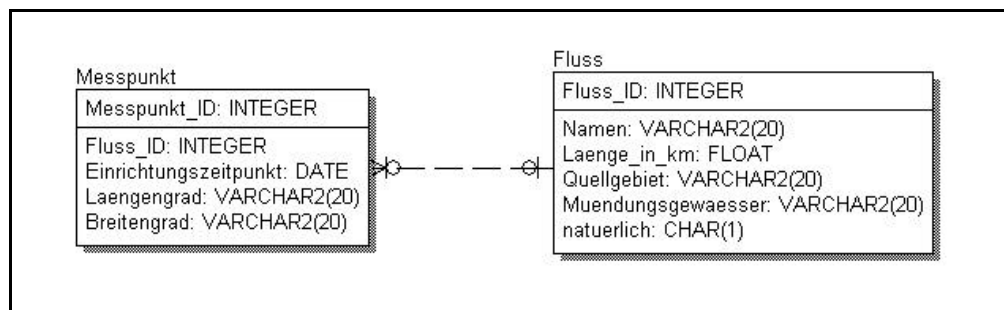 Messpunkt
Messpunkt_ID: INTEGER
Fluss_ID: INTEGER
Einrichtungszeitpunkt: DATE
Laengengrad: VARCHAR2(20)
Breitengrad: VARCHAR2(20)
Fluss
Fluss_ID: INTEGER
Namen: VARCHAR2(20)
Laenge_in_km: FLOAT
Quellgebiet: VARCHAR2(20)
Muendungsgewaesser: VARCHAR2(20)
natuerlich: CHAR(1)